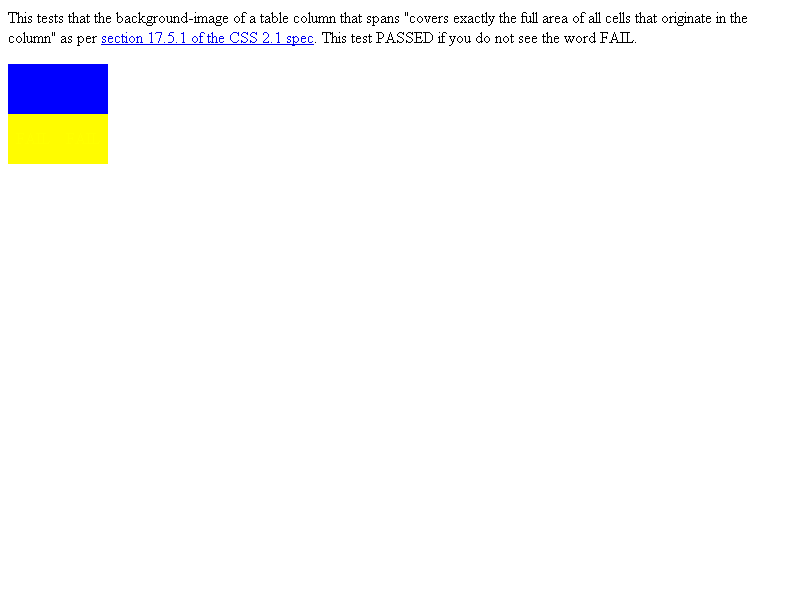 This tests that the background-image of a table column that spans "covers exactly the full area of all cells that originate in the
column" as per section 17.5.1 of the CSS 2.1 spec. This test PASSED if you do not see the word FAIL.